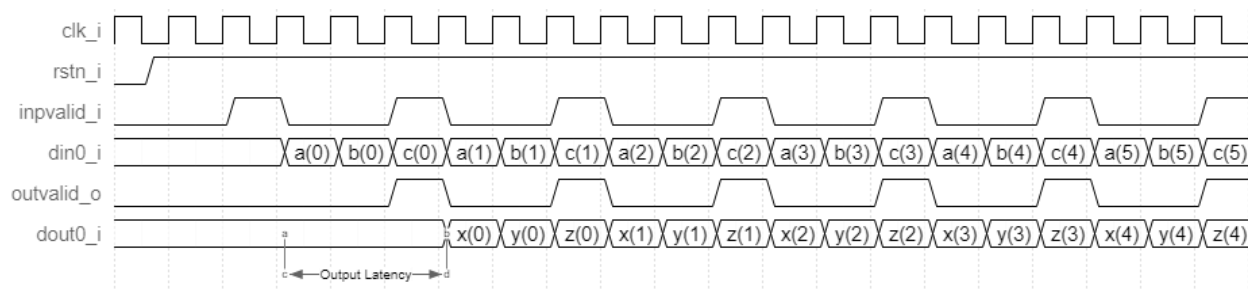 clk_i
rstn_i
inpvalid_i
din0_i a(0) b(0) c(0) a(1) b(1) c(1) a(2) b(2) c(2) a(3) b(3) c(3) a(4) b(4) c(4) a(5) b(5) c(5)
outvalid_o
dout0_i a b x(0) y(0) z(0) x(1) y(1) z(1) x(2) y(2) z(2) x(3) y(3) z(3) x(4) y(4) z(4)
c Output Latency d